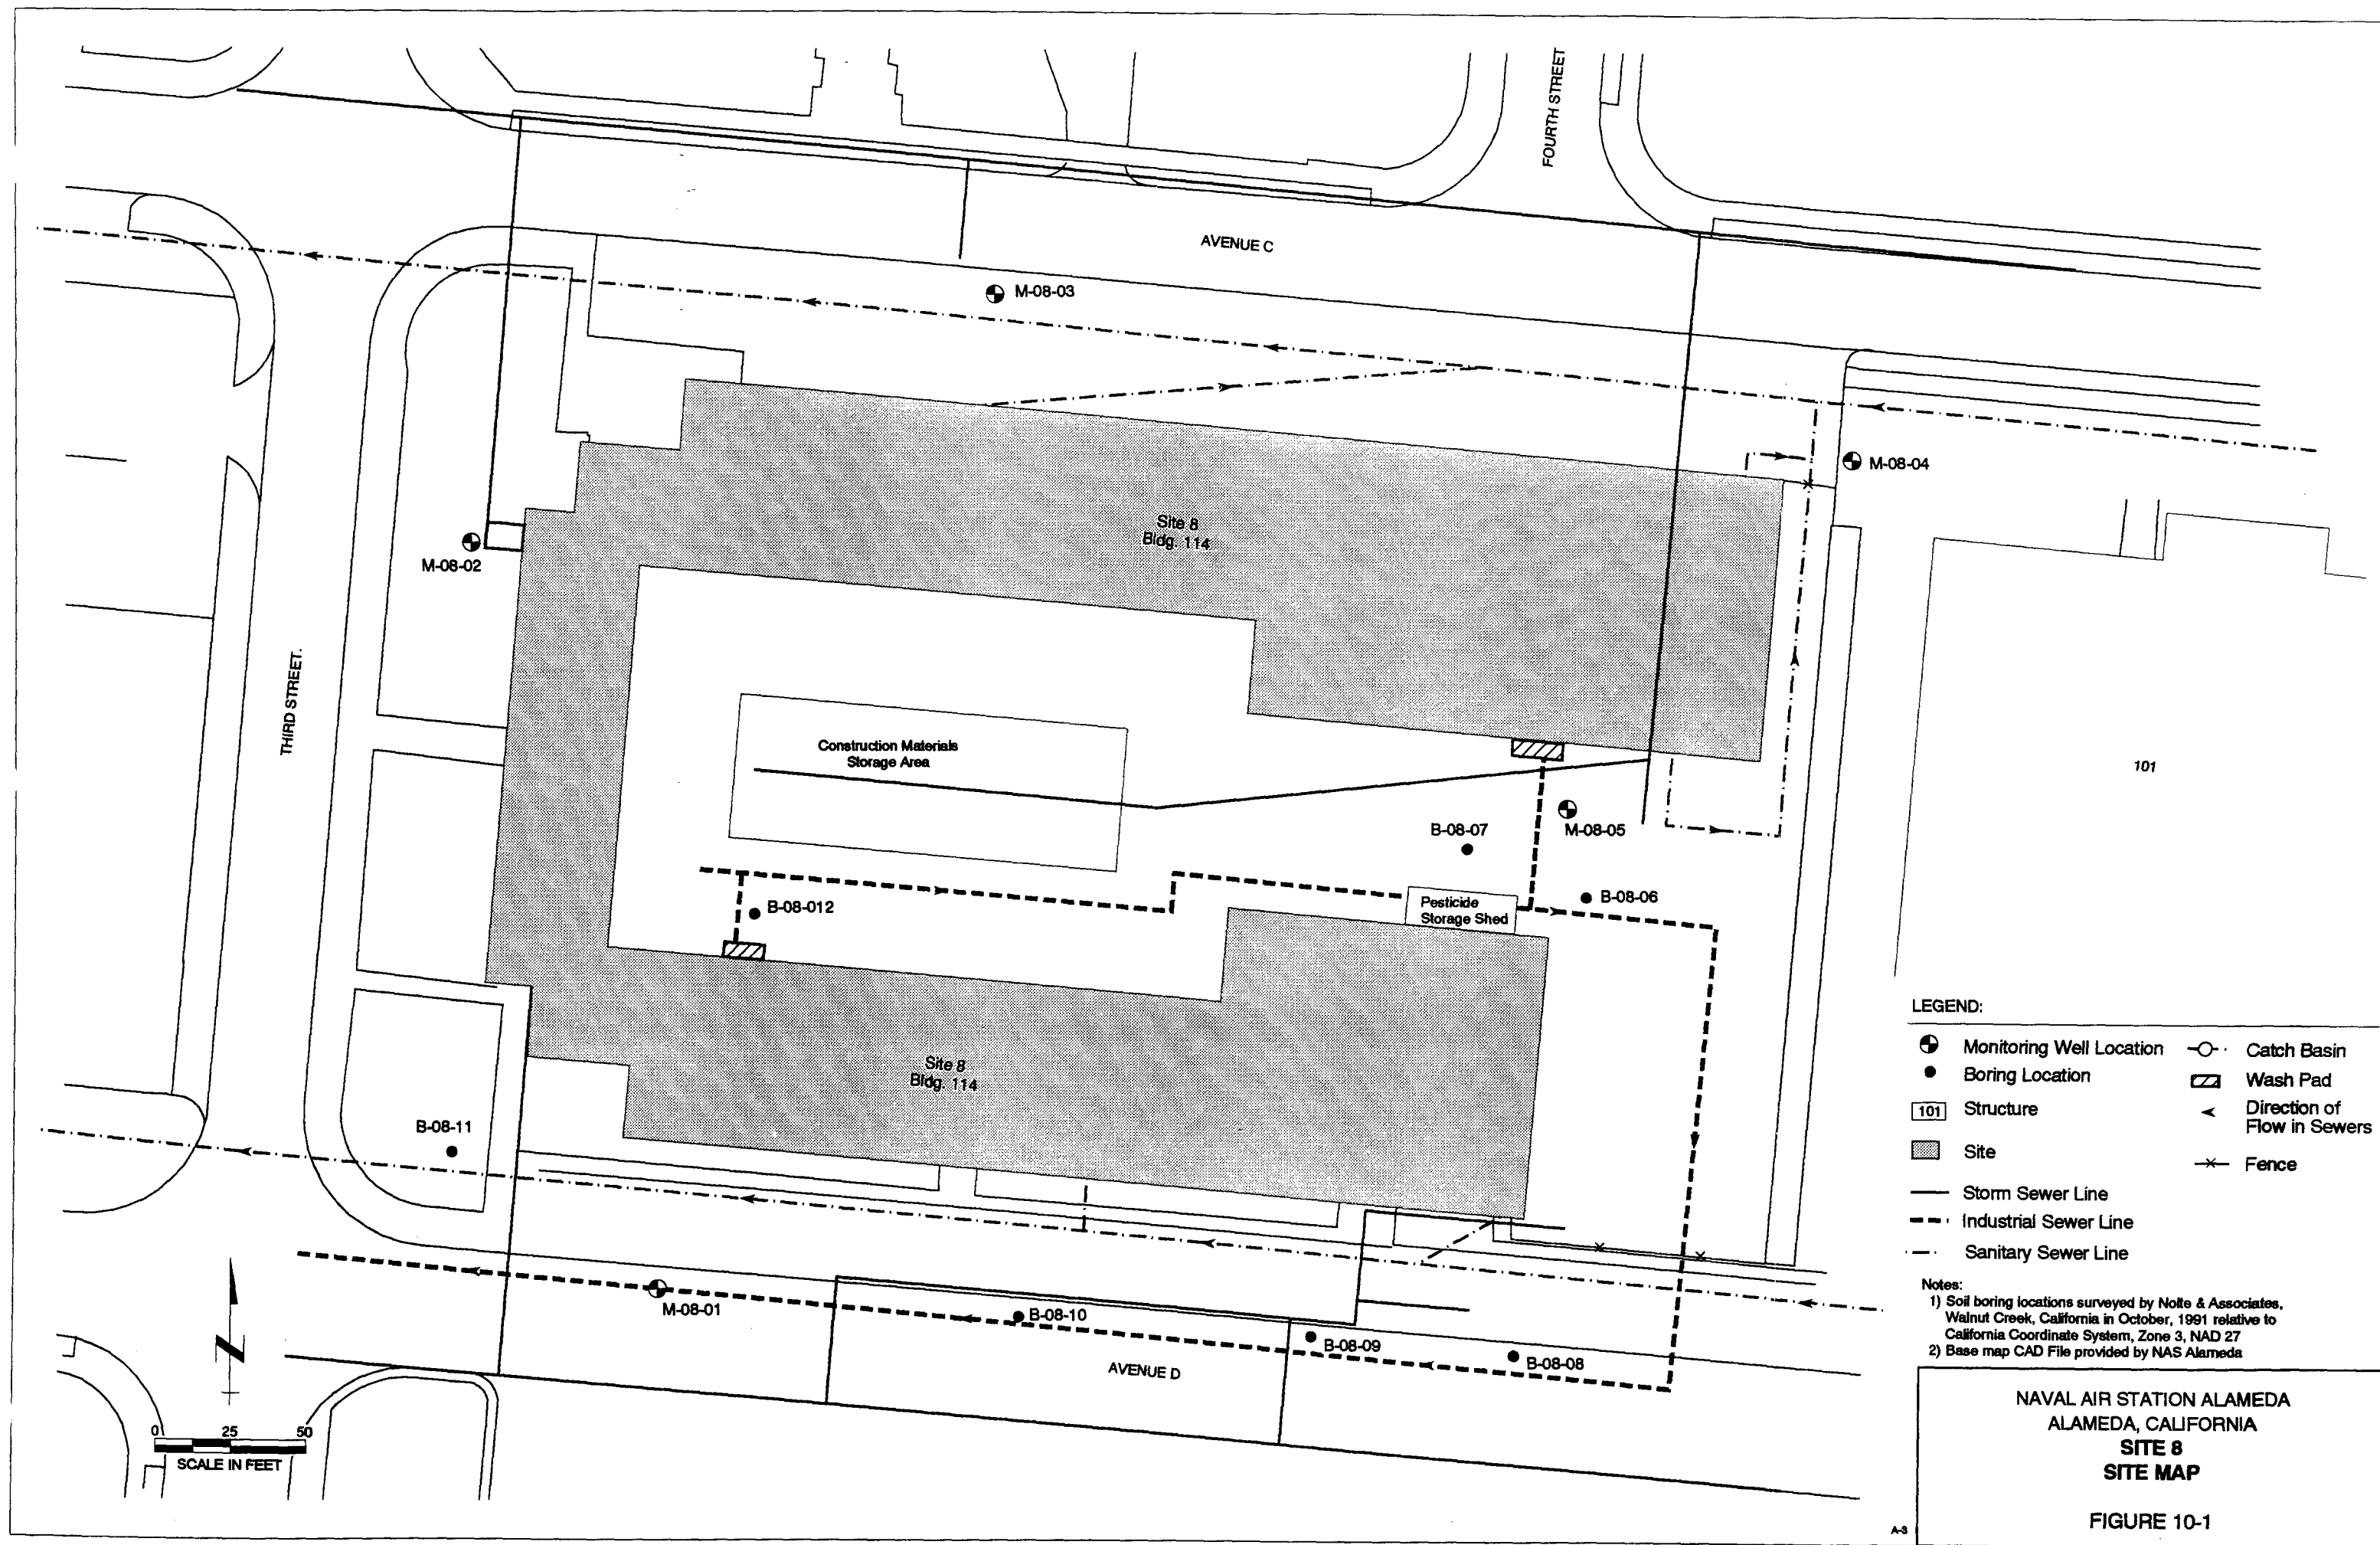 FOURTH STREET
AVENUE C
M-08-03
M-08-04
Site 8
Bldg. 114
M-08-02
THIRD STREET.
Construction Materials
Storage Area
101
B-08-07
M-08-05
B-08-012
Pesticide
Storage Shed
B-08-06
Site 8
Bldg. 114
B-08-11
M-08-01
B-08-10
B-08-09
B-08-08
AVENUE D
N
0 25 50
SCALE IN FEET
LEGEND:
Monitoring Well Location
Catch Basin
Boring Location
Wash Pad
101 Structure
Direction of
Flow in Sewers
Site
Fence
Storm Sewer Line
Industrial Sewer Line
Sanitary Sewer Line
Notes:
1) Soil boring locations surveyed by Nolte & Associates,
Walnut Creek, California in October, 1991 relative to
California Coordinate System, Zone 3, NAD 27
2) Base map CAD File provided by NAS Alameda
NAVAL AIR STATION ALAMEDA
ALAMEDA, CALIFORNIA
SITE 8
SITE MAP
FIGURE 10-1
A-3